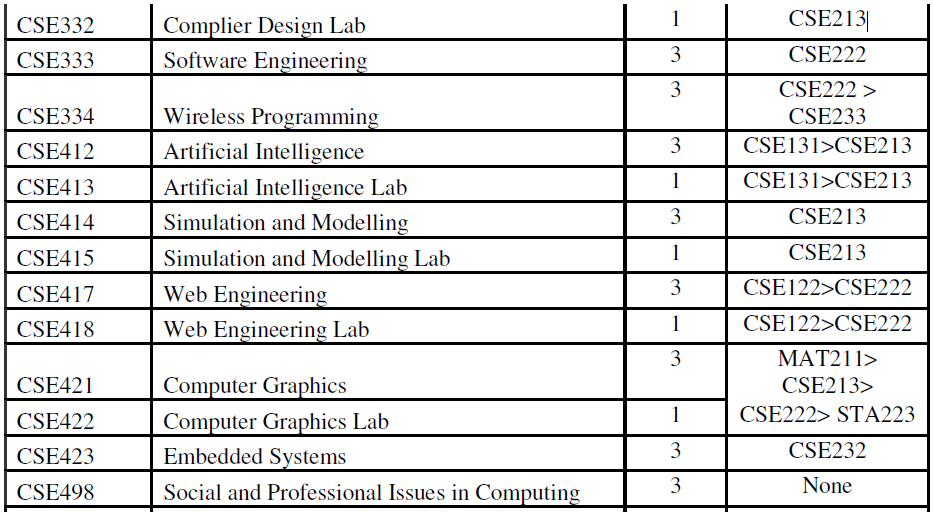 CSE332 Complier Design Lab 1 CSE213
CSE333 Software Engineering 3 CSE222
CSE334 Wireless Programming 3 CSE222 >
CSE233
CSE412 Artificial Intelligence 3 CSE131>CSE213
CSE413 Artificial Intelligence Lab 1 CSE131>CSE213
CSE414 Simulation and Modelling 3 CSE213
CSE415 Simulation and Modelling Lab 1 CSE213
CSE417 Web Engineering 3 CSE122>CSE222
CSE418 Web Engineering Lab 1 CSE122>CSE222
CSE421 Computer Graphics 3 MAT211>
CSE213>
CSE422 Computer Graphics Lab 1 CSE222> STA223
CSE423 Embedded Systems 3 CSE232
CSE498 Social and Professional Issues in Computing 3 None